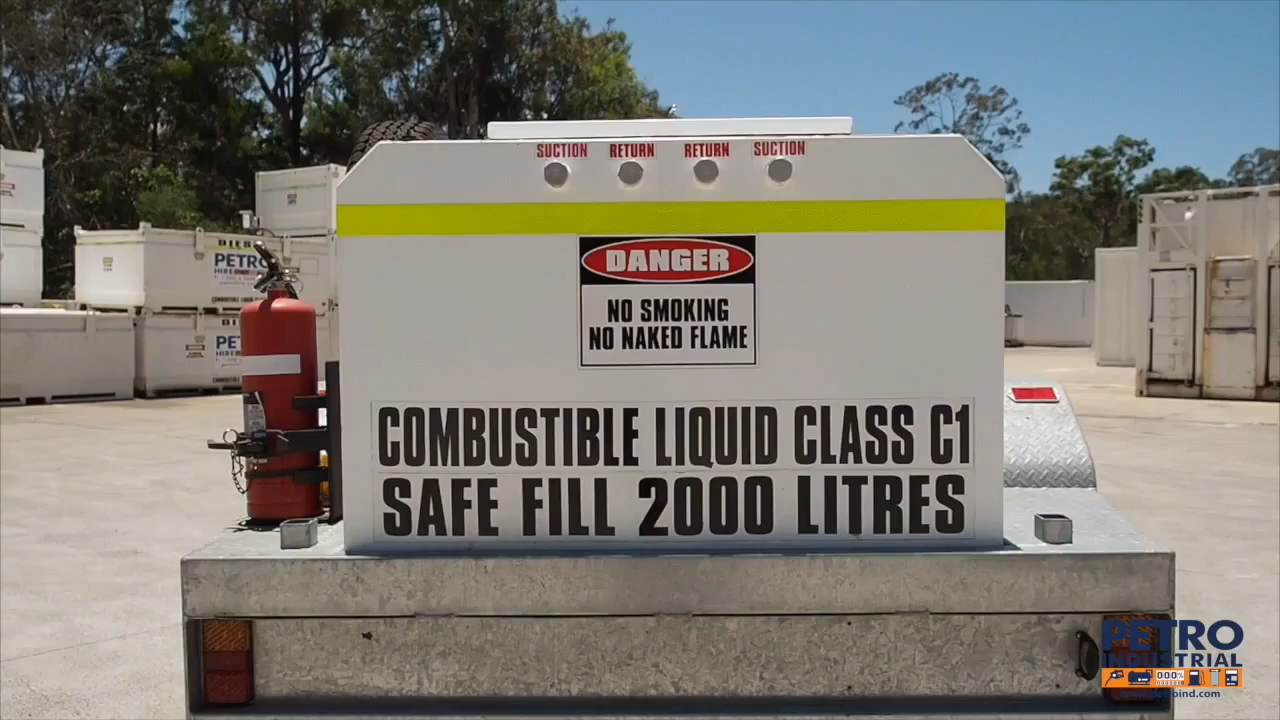 SUCTION RETURN RETURN SUCTION
DANGER
NO SMOKING
NO NAKED FLAME
COMBUSTIBLE LIQUID CLASS C1
SAFE FILL 2000 LITRES
PETRO
PETRO
INDUSTRIAL